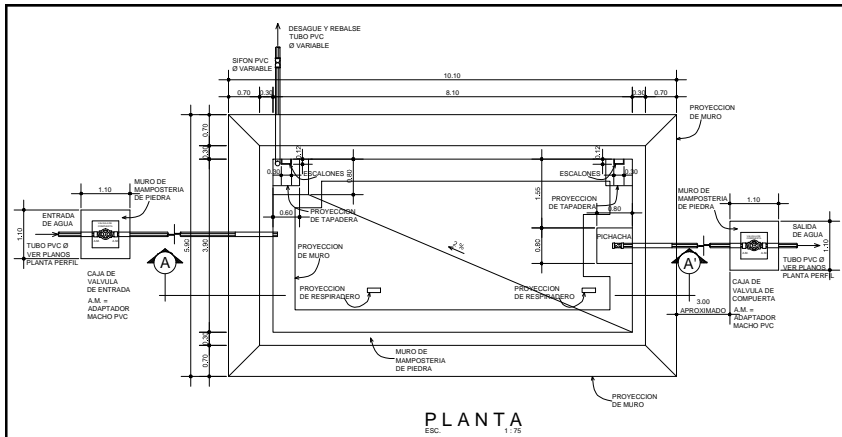 DESAGUE Y REBALSE
TUBO PVC
Ø VARIABLE
SIFON PVC
Ø VARIABLE
10.10
0.70
0.30
8.10
0.30
0.70
PROYECCION
DE MURO
0.70
0.30
0.12
0.12
0.30
ESCALONES
0.80
1.55
ESCALONES
0.30
1.10
MURO DE
MAMPOSTERIA
DE PIEDRA
ENTRADA
DE AGUA
1.10
TUBO PVC Ø
VER PLANOS
PLANTA PERFIL
CAJA DE
VALVULA
DE ENTRADA
A.M. =
ADAPTADOR
MACHO PVC
5.90
3.90
A
0.60
PROYECCION
DE TAPADERA
PROYECCION
DE MURO
PROYECCION
DE TAPADERA
0.80
PICHACHA
0.80
PROYECCION
DE RESPIRADERO
PROYECCION
DE RESPIRADERO
MURO DE
MAMPOSTERIA
DE PIEDRA
1.10
SALIDA
DE AGUA
1.10
TUBO PVC Ø
VER PLANOS
PLANTA PERFIL
A'
3.00
APROXIMADO
CAJA DE
VALVULA DE
COMPUERTA
A.M. =
ADAPTADOR
MACHO PVC
0.30
0.70
MURO DE
MAMPOSTERIA
DE PIEDRA
PROYECCION
DE MURO
PLANTA
ESC. 1 : 75